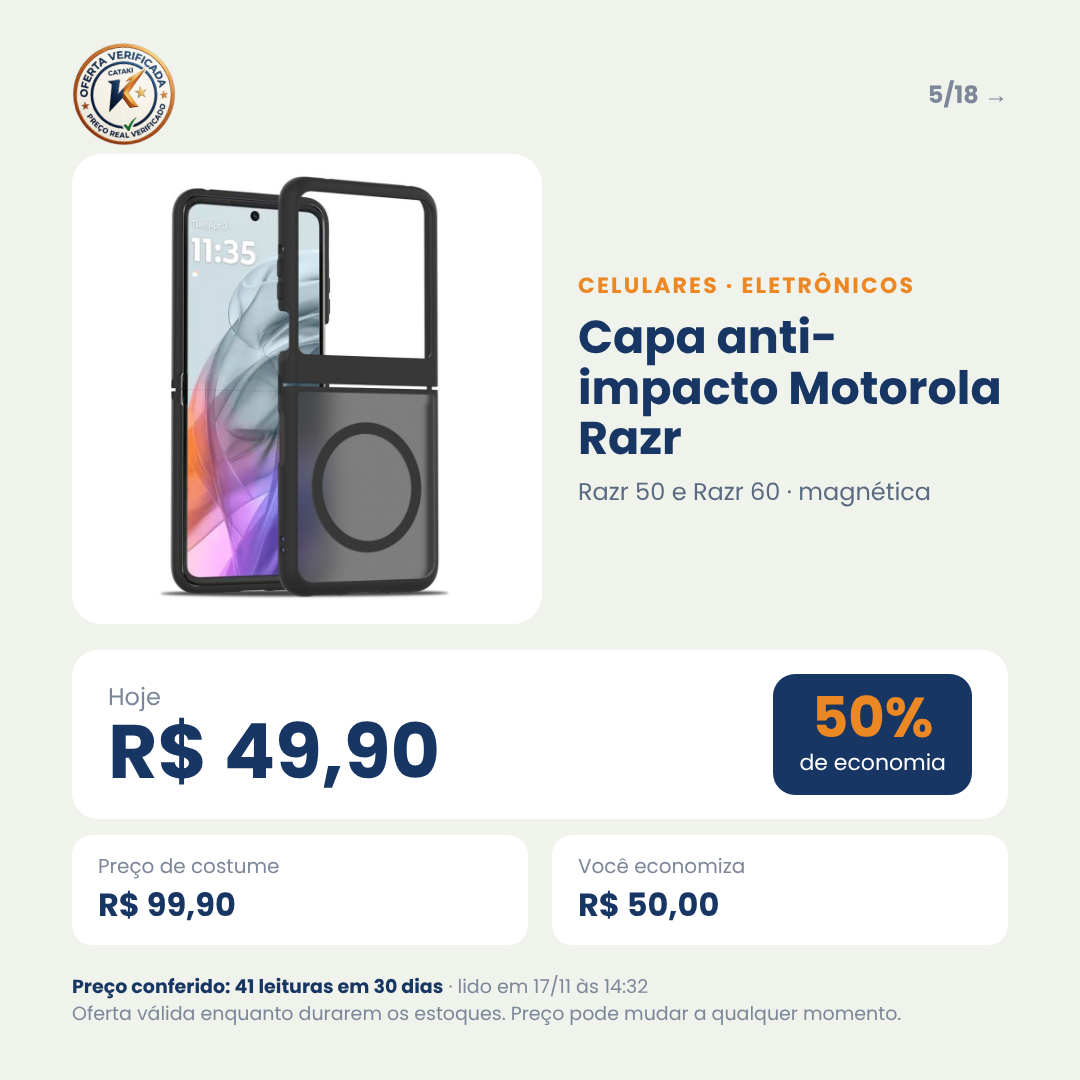 OFERTA VERIFICADA
CATAKI
K
PREÇO REAL VERIFICADO
5/18 →
Tue, Apr 3
11:35
CELULARES · ELETRÔNICOS
Capa anti-
impacto Motorola
Razr
Razr 50 e Razr 60 · magnética
Hoje
R$ 49,90
50%
de economia
Preço de costume
R$ 99,90
Você economiza
R$ 50,00
Preço conferido: 41 leituras em 30 dias · lido em 17/11 às 14:32
Oferta válida enquanto durarem os estoques. Preço pode mudar a qualquer momento.